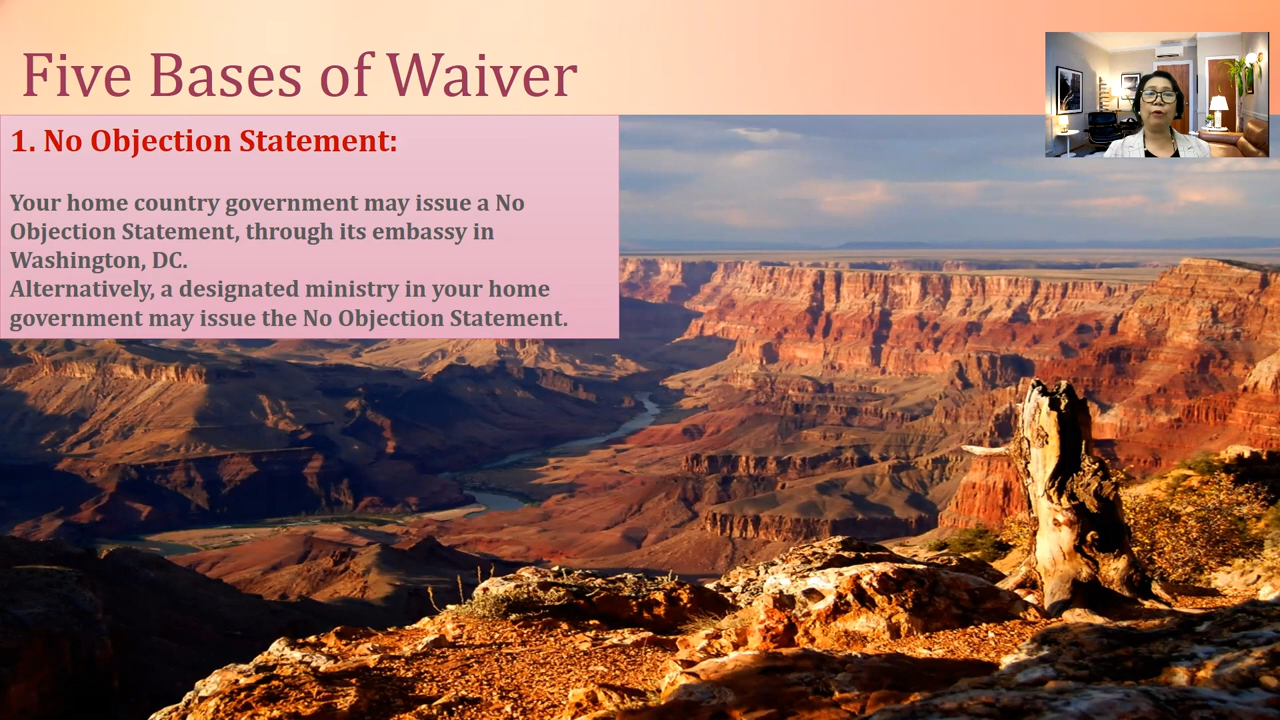 Five Bases of Waiver
1. No Objection Statement:
Your home country government may issue a No
Objection Statement, through its embassy in
Washington, DC.
Alternatively, a designated ministry in your home
government may issue the No Objection Statement.